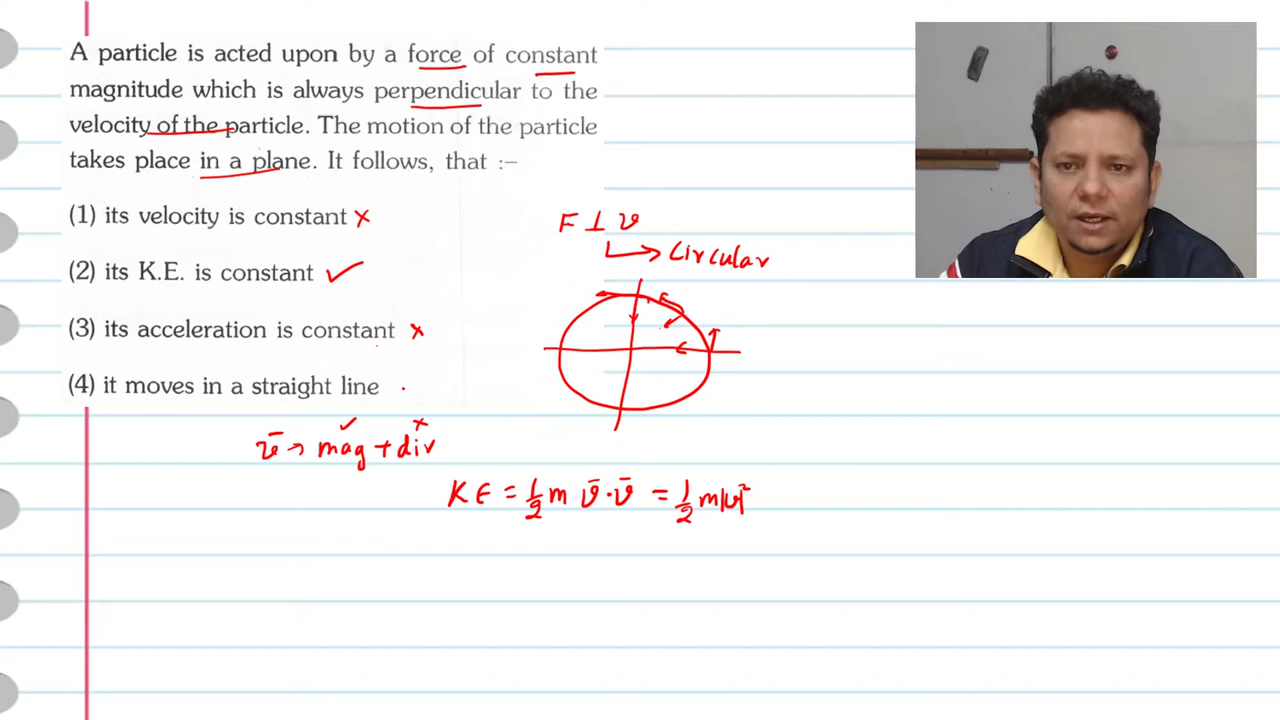 A particle is acted upon by a force of constant
magnitude which is always perpendicular to the
velocity of the particle. The motion of the particle
takes place in a plane. It follows, that :–
(1) its velocity is constant ×
(2) its K.E. is constant ✓
(3) its acceleration is constant ×
(4) it moves in a straight line
F ⊥ v
Circular
v̄ → mag + dir
KE = 1/2 m v̄ · v̄ = 1/2 m|v|²